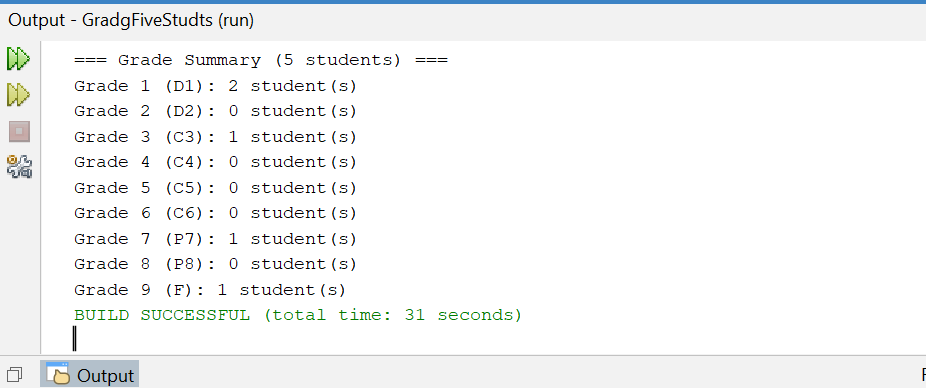 Output - GradgFiveStudts (run)
=== Grade Summary (5 students) ===
Grade 1 (D1): 2 student(s)
Grade 2 (D2): 0 student(s)
Grade 3 (C3): 1 student(s)
Grade 4 (C4): 0 student(s)
Grade 5 (C5): 0 student(s)
Grade 6 (C6): 0 student(s)
Grade 7 (P7): 1 student(s)
Grade 8 (P8): 0 student(s)
Grade 9 (F): 1 student(s)
BUILD SUCCESSFUL (total time: 31 seconds)
Output